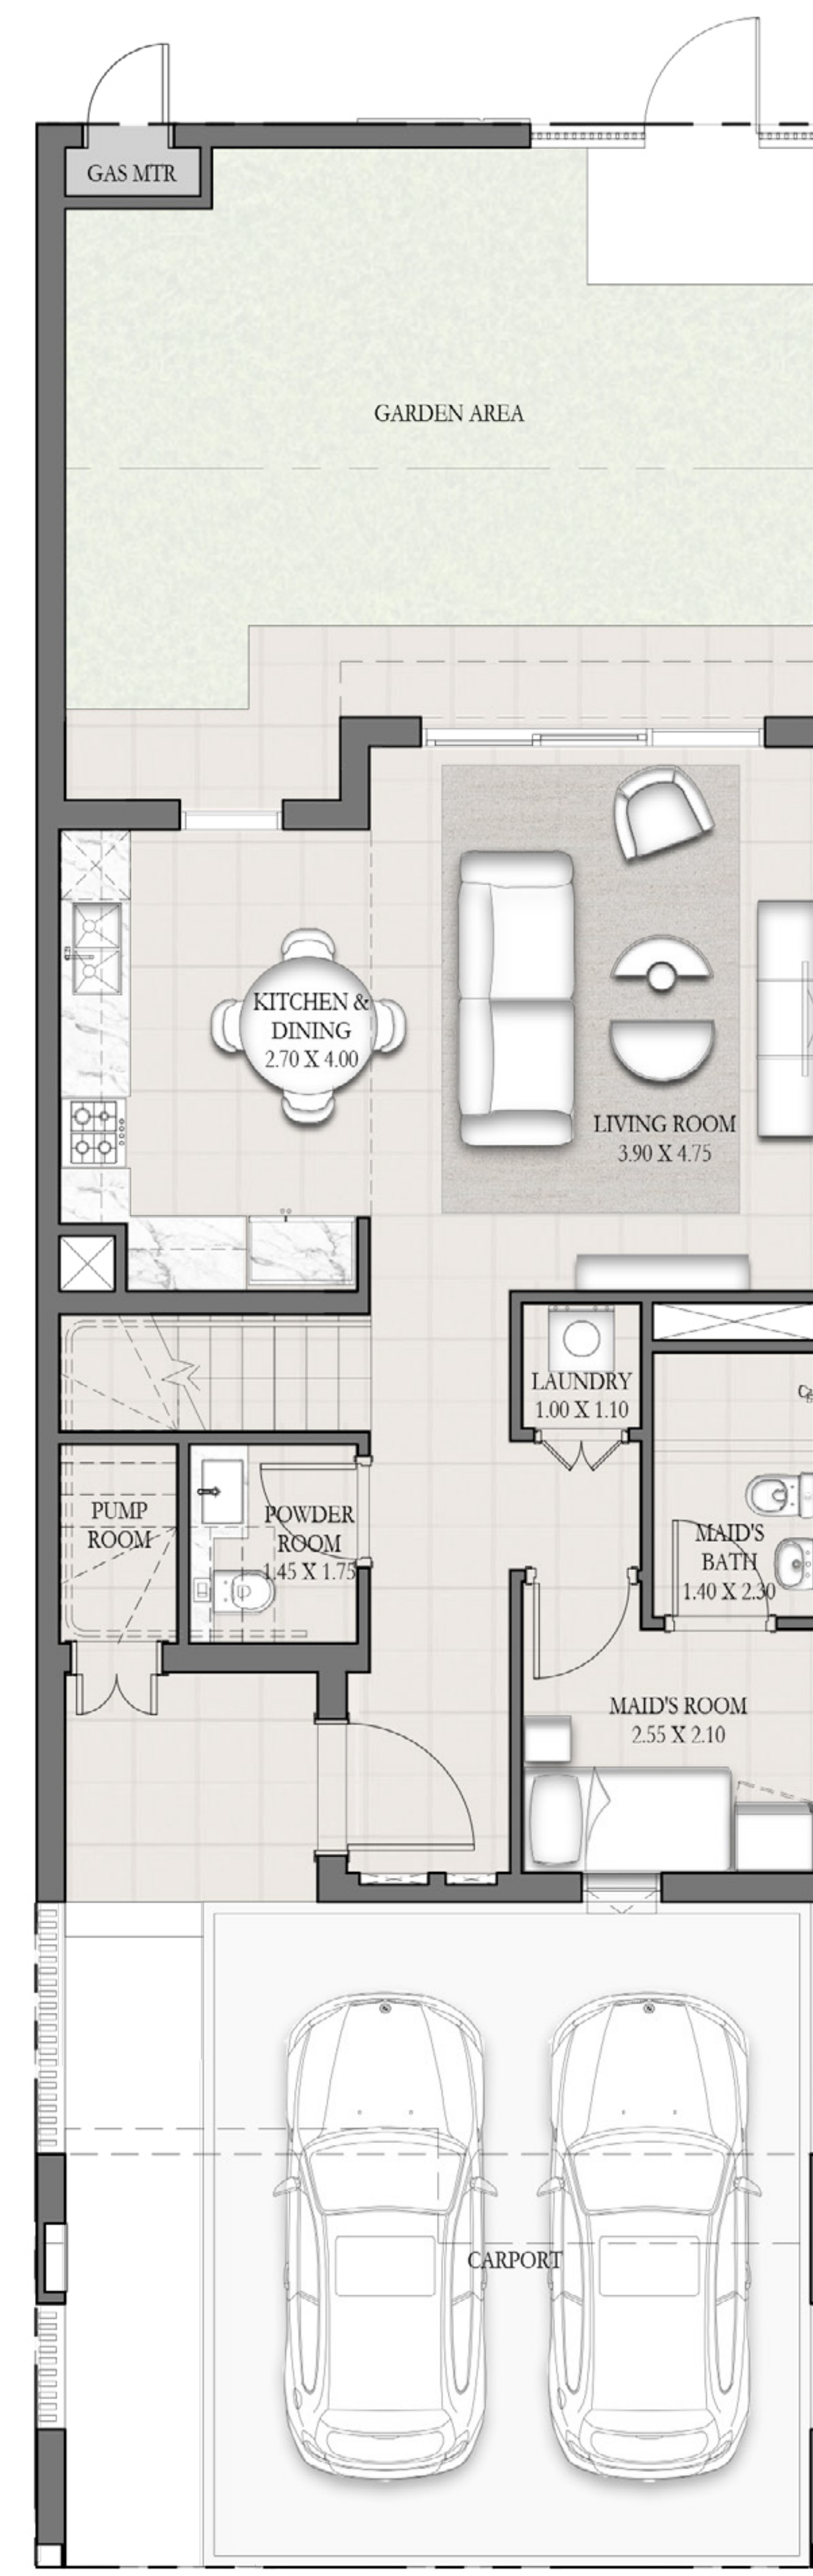 GAS MTR
GARDEN AREA
KITCHEN &
DINING
2.70 X 4.00
LIVING ROOM
3.90 X 4.75
LAUNDRY
1.00 X 1.10
PUMP
ROOM
POWDER
ROOM
1.45 X 1.75
MAID'S
BATH
1.40 X 2.30
MAID'S ROOM
2.55 X 2.10
CARPORT